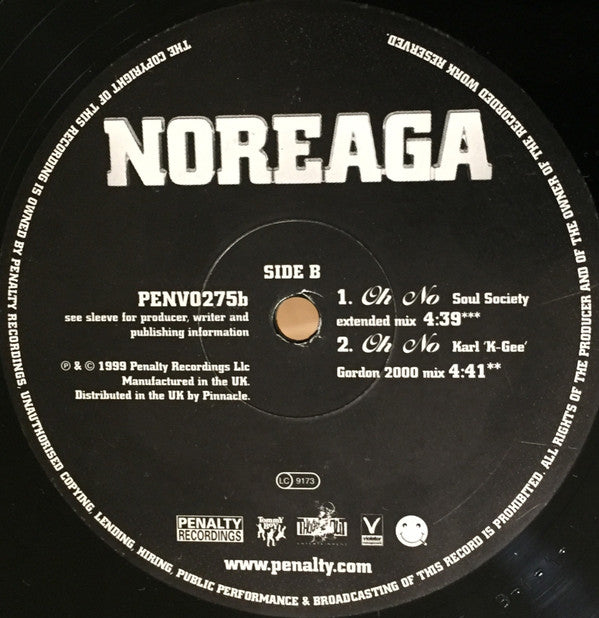 NOREAGA
SIDE B
PENV0275b
see sleeve for producer, writer and
publishing information
℗ & © 1999 Penalty Recordings Llc
Manufactured in the UK.
Distributed in the UK by Pinnacle.
1. Oh No Soul Society
extended mix 4:39***
2. Oh No Karl 'K-Gee'
Gordon 2000 mix 4:41**
LC 9173
PENALTY
RECORDINGS
Tommy Boy
V
violator
www.penalty.com
THE COPYRIGHT OF THIS RECORDING IS OWNED BY PENALTY RECORDINGS. UNAUTHORISED COPYING, LENDING, HIRING, PUBLIC PERFORMANCE & BROADCASTING OF THIS RECORD IS PROHIBITED. ALL RIGHTS OF THE PRODUCER AND OF THE OWNER OF THE RECORDED WORK RESERVED.